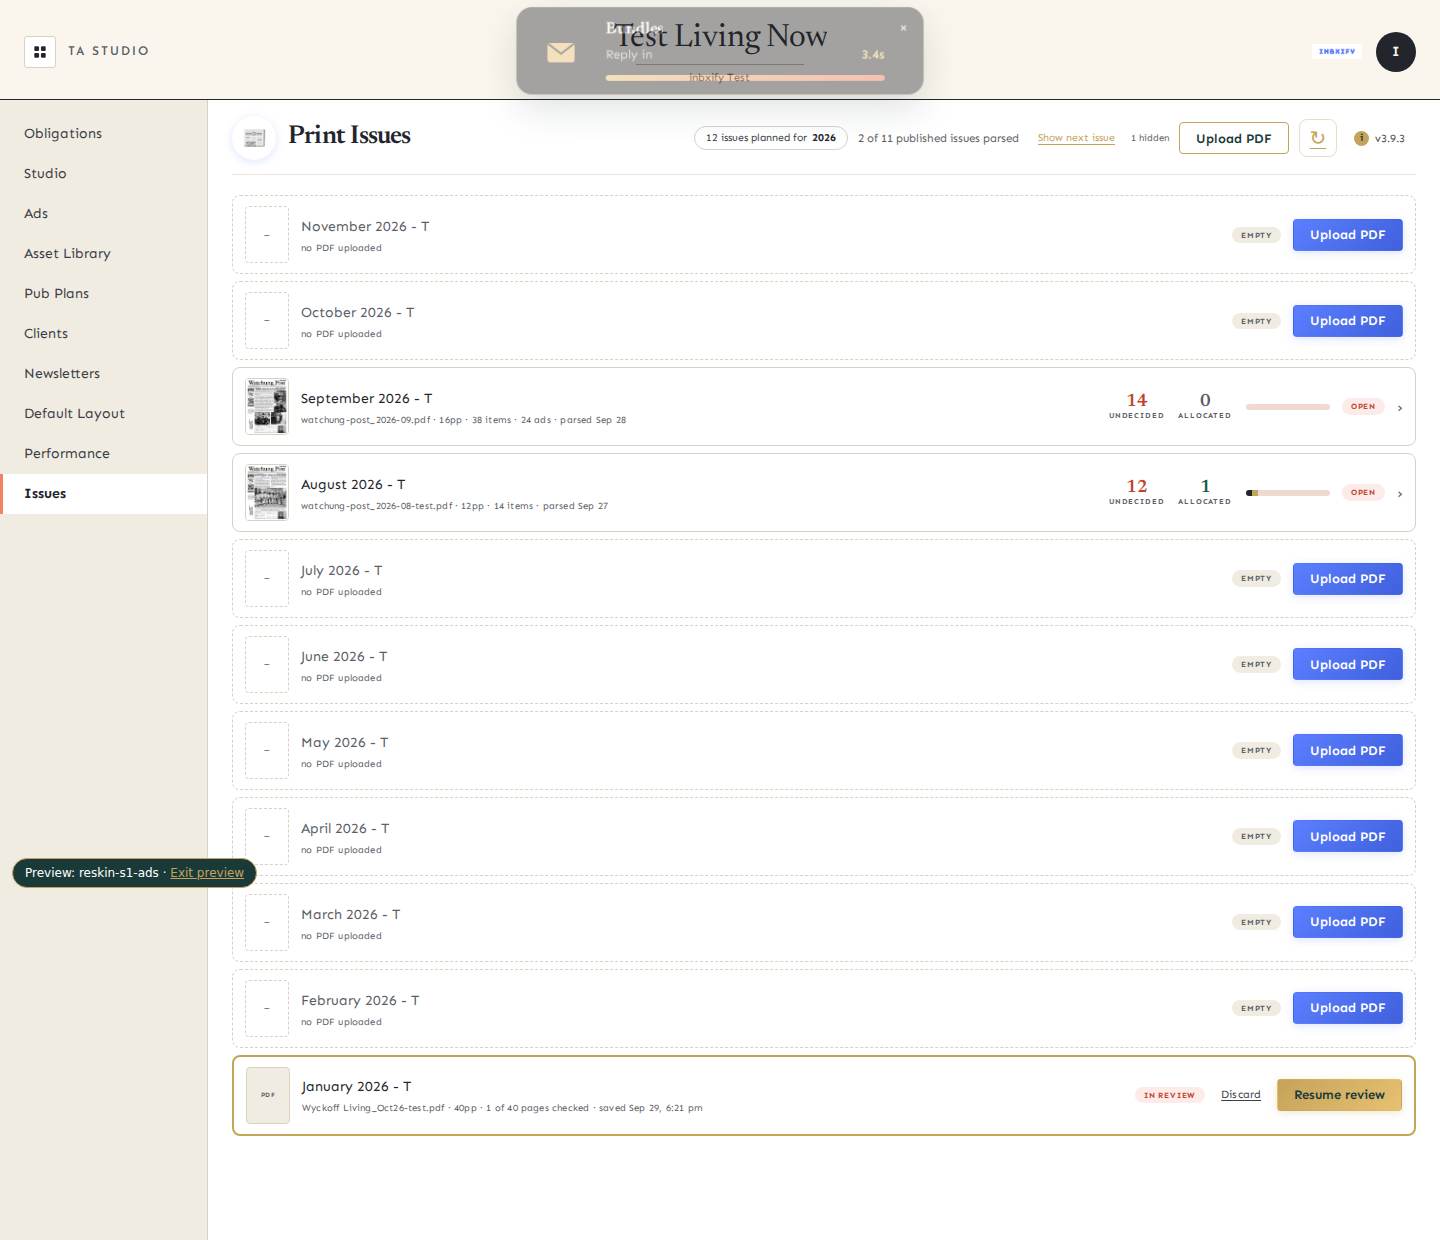 TA STUDIO
Bundles
Test Living Now
Reply in
3.4s
×
inbxify Test
INBXIFY
I
Obligations
Studio
Ads
Asset Library
Pub Plans
Clients
Newsletters
Default Layout
Performance
Issues
Print Issues
12 issues planned for 2026
2 of 11 published issues parsed
Show next issue
1 hidden
Upload PDF
↻
i v3.9.3
– November 2026 - T
no PDF uploaded
EMPTY
Upload PDF
– October 2026 - T
no PDF uploaded
EMPTY
Upload PDF
Watchung Post
September 2026 - T
watchung-post_2026-09.pdf · 16pp · 38 items · 24 ads · parsed Sep 28
14 UNDECIDED
0 ALLOCATED
OPEN ›
Watchung Post
August 2026 - T
watchung-post_2026-08-test.pdf · 12pp · 14 items · parsed Sep 27
12 UNDECIDED
1 ALLOCATED
OPEN ›
– July 2026 - T
no PDF uploaded
EMPTY
Upload PDF
– June 2026 - T
no PDF uploaded
EMPTY
Upload PDF
– May 2026 - T
no PDF uploaded
EMPTY
Upload PDF
– April 2026 - T
no PDF uploaded
EMPTY
Upload PDF
Preview: reskin-s1-ads · Exit preview
– March 2026 - T
no PDF uploaded
EMPTY
Upload PDF
– February 2026 - T
no PDF uploaded
EMPTY
Upload PDF
PDF
January 2026 - T
Wyckoff Living_Oct26-test.pdf · 40pp · 1 of 40 pages checked · saved Sep 29, 6:21 pm
IN REVIEW
Discard
Resume review